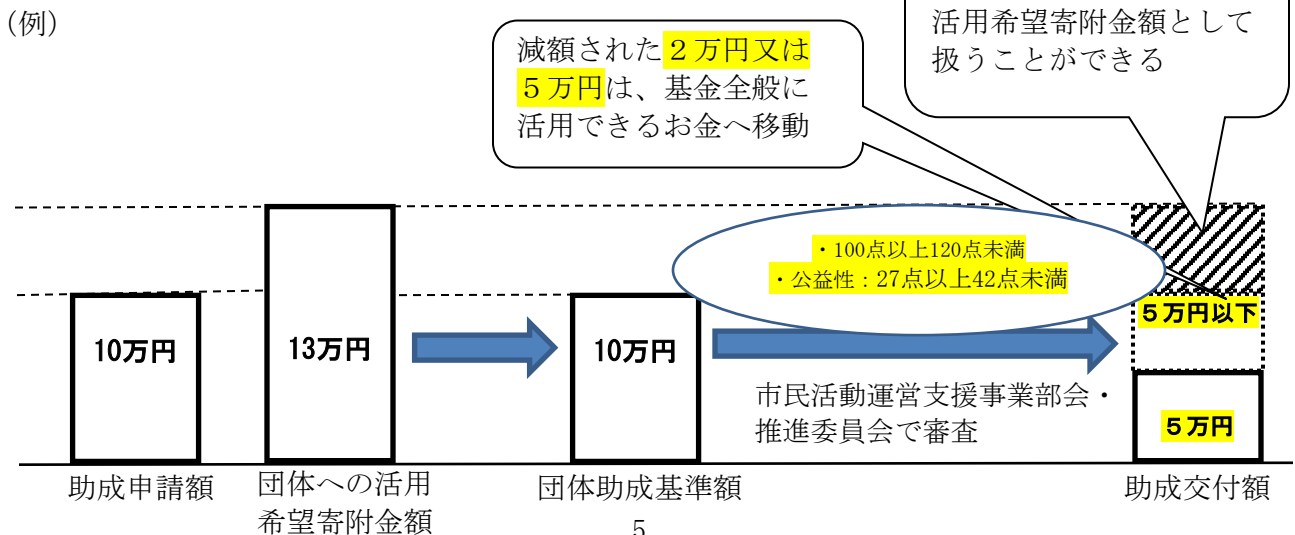 （例）
減額された２万円又は
５万円は、基金全般に
活用できるお金へ移動
活用希望寄附金額として
扱うことができる
・100点以上120点未満
・公益性：27点以上42点未満
10万円
13万円
10万円
５万円以下
５万円
市民活動運営支援事業部会・
推進委員会で審査
助成申請額
団体への活用
希望寄附金額
団体助成基準額
助成交付額
5